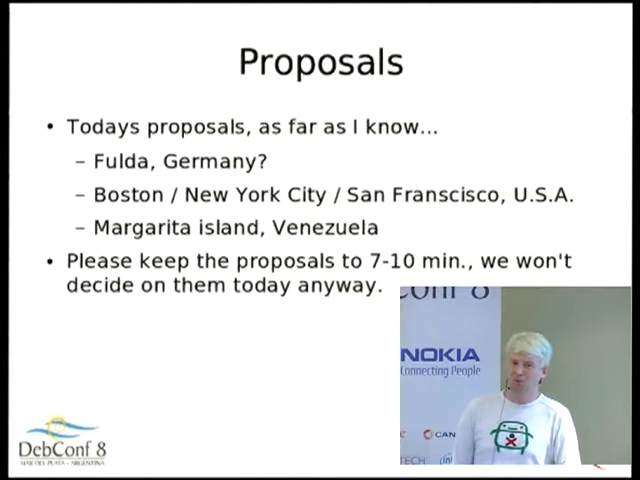 Proposals
• Todays proposals, as far as I know...
– Fulda, Germany?
– Boston / New York City / San Franscisco, U.S.A.
– Margarita island, Venezuela
• Please keep the proposals to 7-10 min., we won't
decide on them today anyway.
Conf 8
NOKIA
Connecting People
CAN
TECH
DebConf 8
MAR DEL PLATA - ARGENTINA